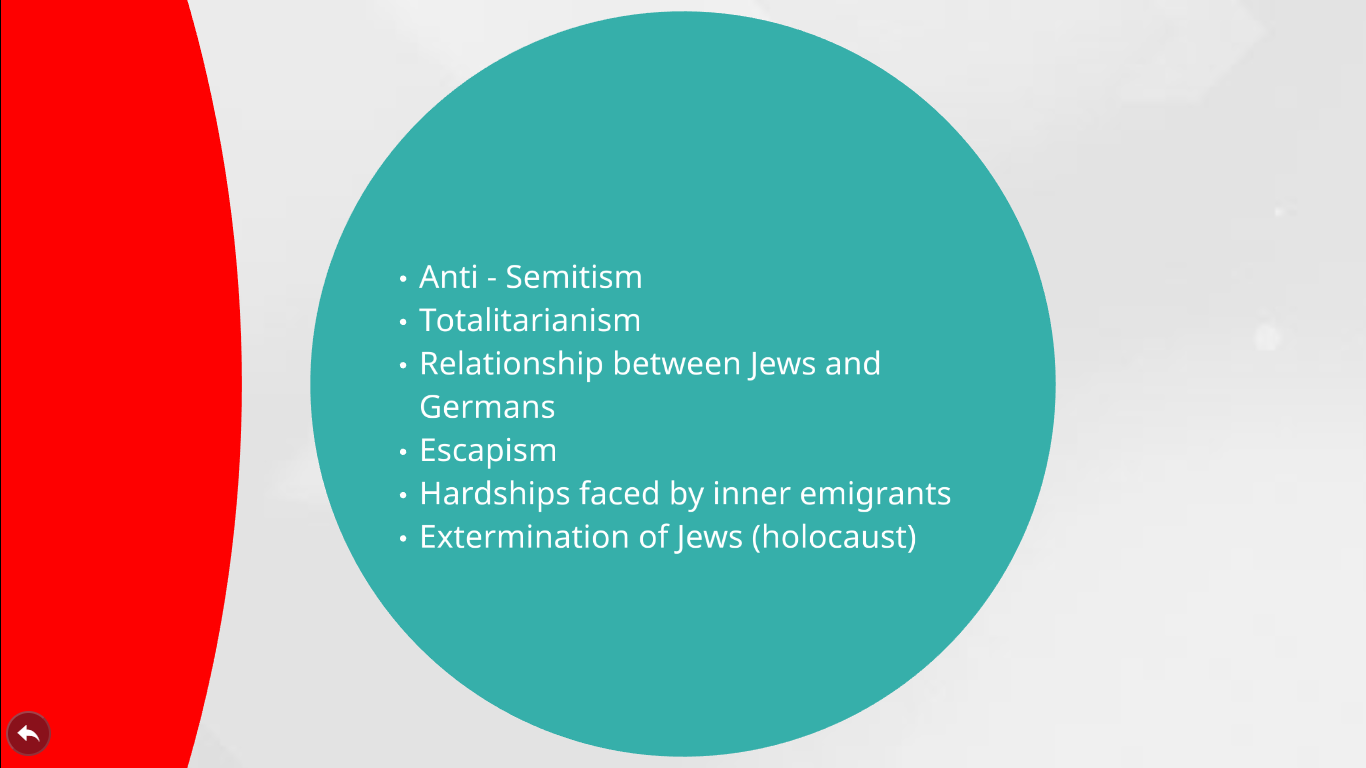 • Anti - Semitism
• Totalitarianism
• Relationship between Jews and
Germans
• Escapism
• Hardships faced by inner emigrants
• Extermination of Jews (holocaust)